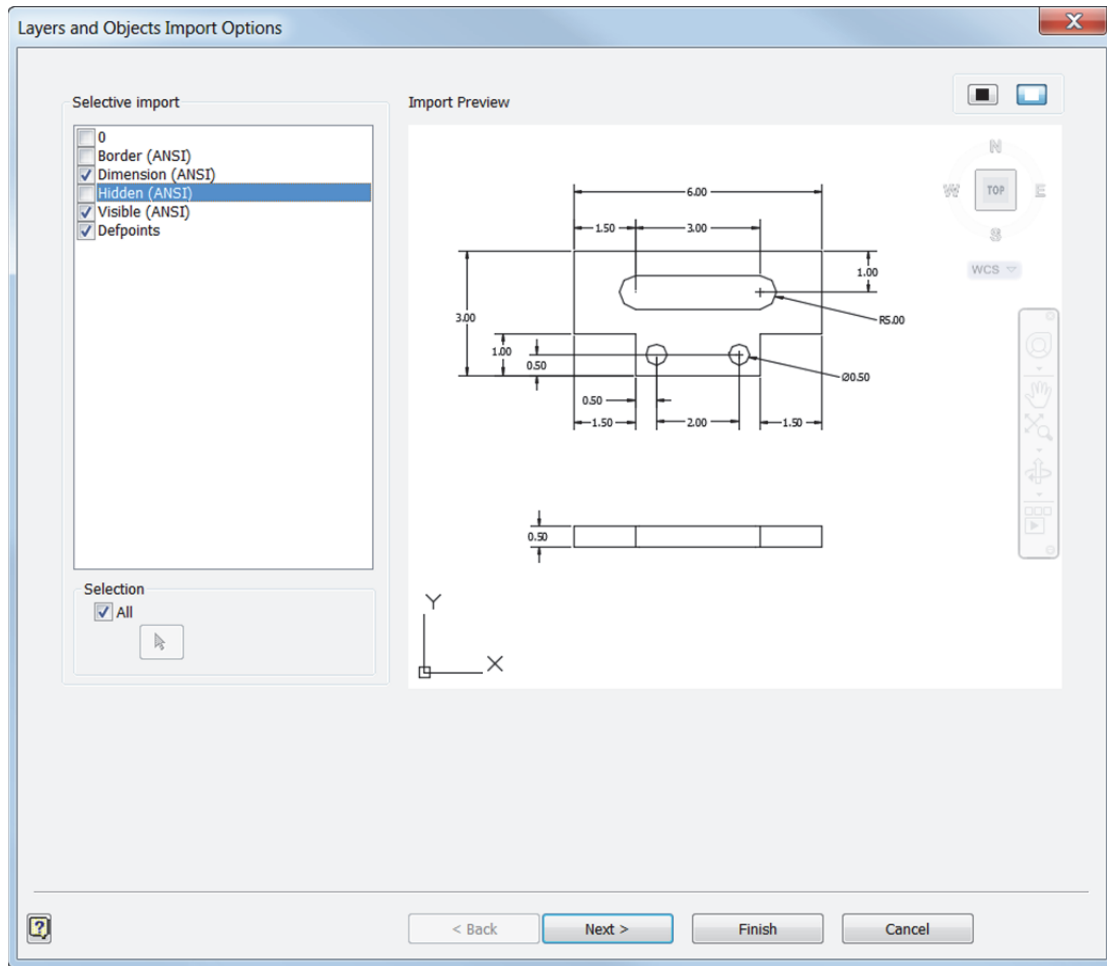 Layers and Objects Import Options
X
Selective import
0
Border (ANSI)
Dimension (ANSI)
Hidden (ANSI)
Visible (ANSI)
Defpoints
Selection
All
Import Preview
N
W TOP E
S
WCS
6.00
1.50 3.00
1.00
3.00
R5.00
1.00
0.50
Ø0.50
0.50
1.50 2.00 1.50
0.50
Y
X
?
< Back Next > Finish Cancel